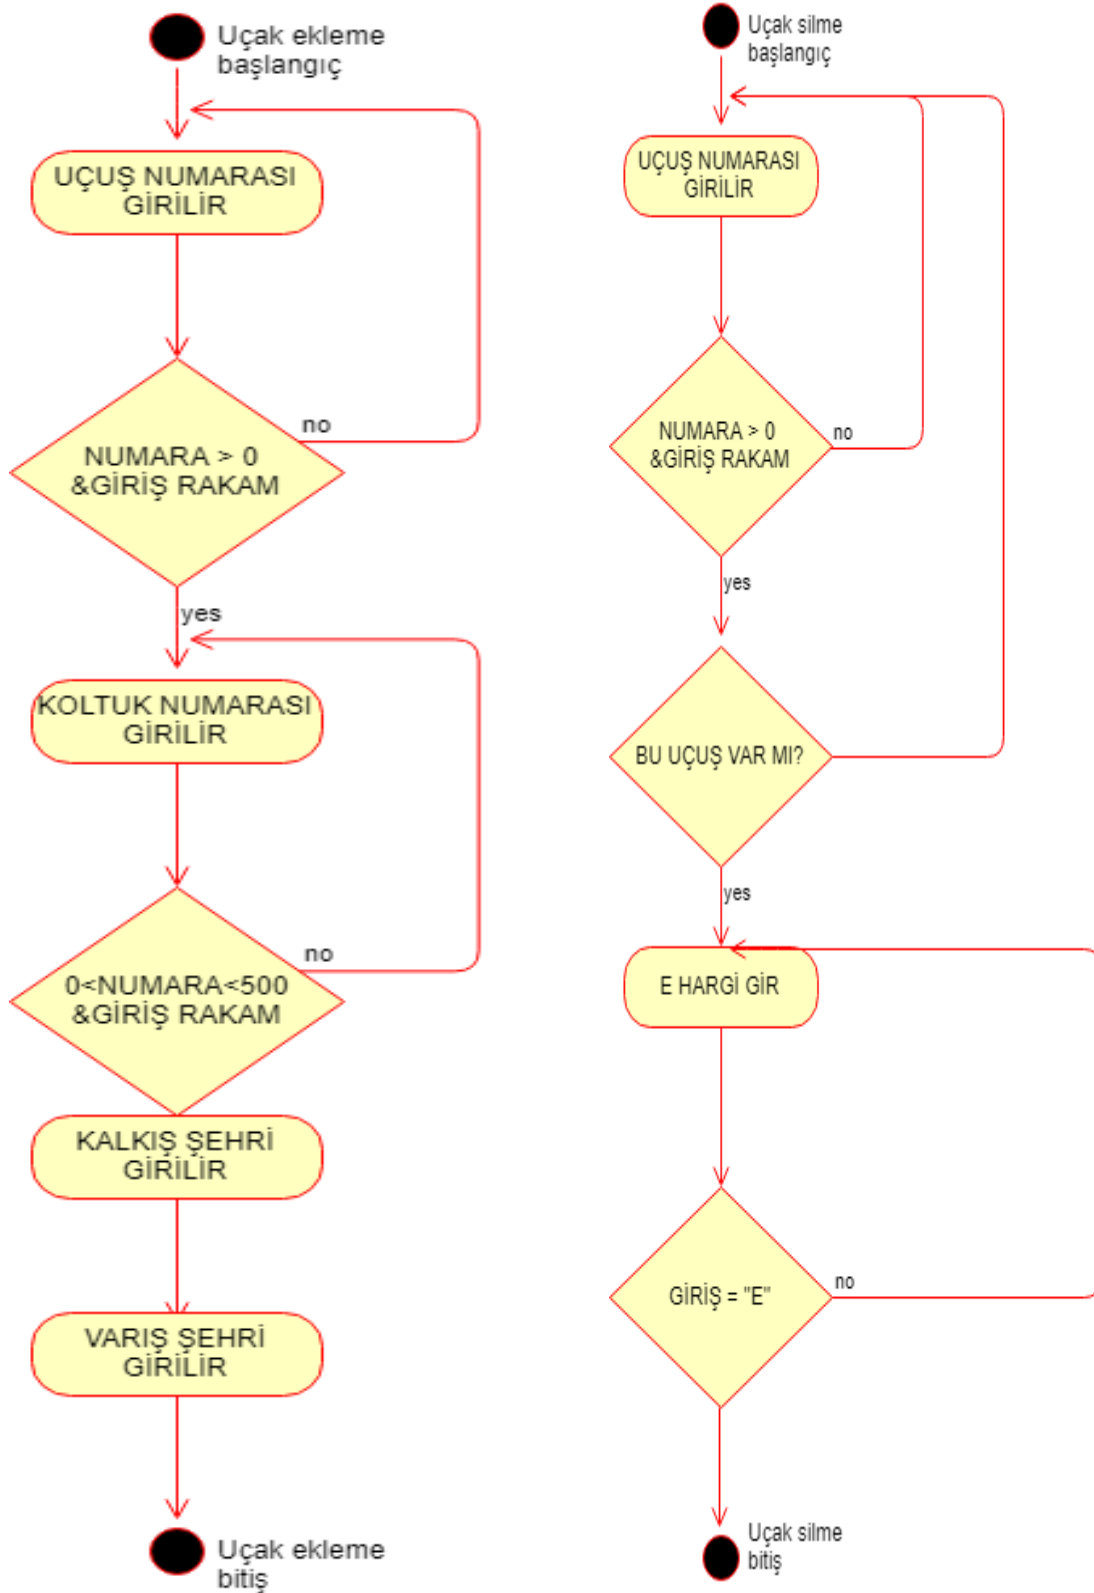 Uçak ekleme
başlangıç
UÇUŞ NUMARASI
GİRİLİR
NUMARA > 0
&GİRİŞ RAKAM
no
yes
KOLTUK NUMARASI
GİRİLİR
0<NUMARA<500
&GİRİŞ RAKAM
no
KALKIŞ ŞEHRİ
GİRİLİR
VARIŞ ŞEHRİ
GİRİLİR
Uçak ekleme
bitiş
Uçak silme
başlangıç
UÇUŞ NUMARASI
GİRİLİR
NUMARA > 0
&GİRİŞ RAKAM
no
yes
BU UÇUŞ VAR MI?
yes
E HARGİ GİR
GİRİŞ = "E"
no
Uçak silme
bitiş